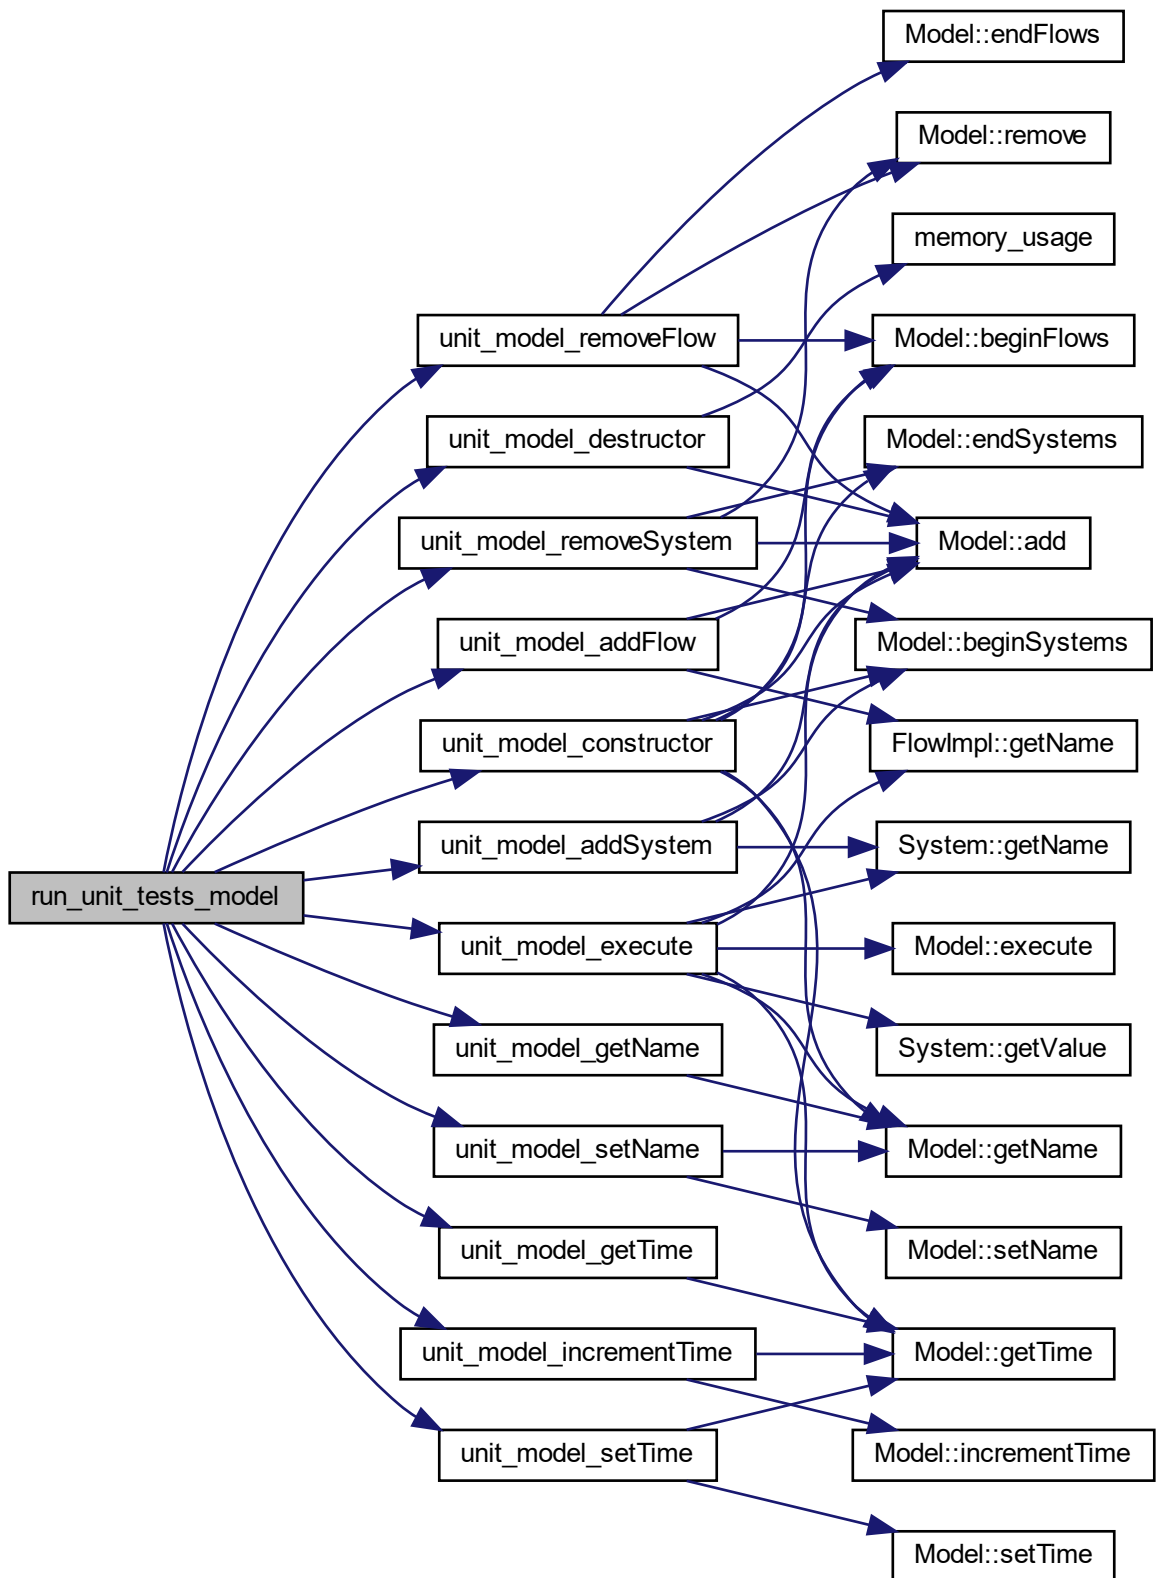 Model::endFlows
Model::remove
memory_usage
unit_model_removeFlow
Model::beginFlows
unit_model_destructor
Model::endSystems
unit_model_removeSystem
Model::add
unit_model_addFlow
Model::beginSystems
unit_model_constructor
FlowImpl::getName
unit_model_addSystem
System::getName
run_unit_tests_model
unit_model_execute
Model::execute
unit_model_getName
System::getValue
unit_model_setName
Model::getName
unit_model_getTime
Model::setName
unit_model_incrementTime
Model::getTime
unit_model_setTime
Model::incrementTime
Model::setTime